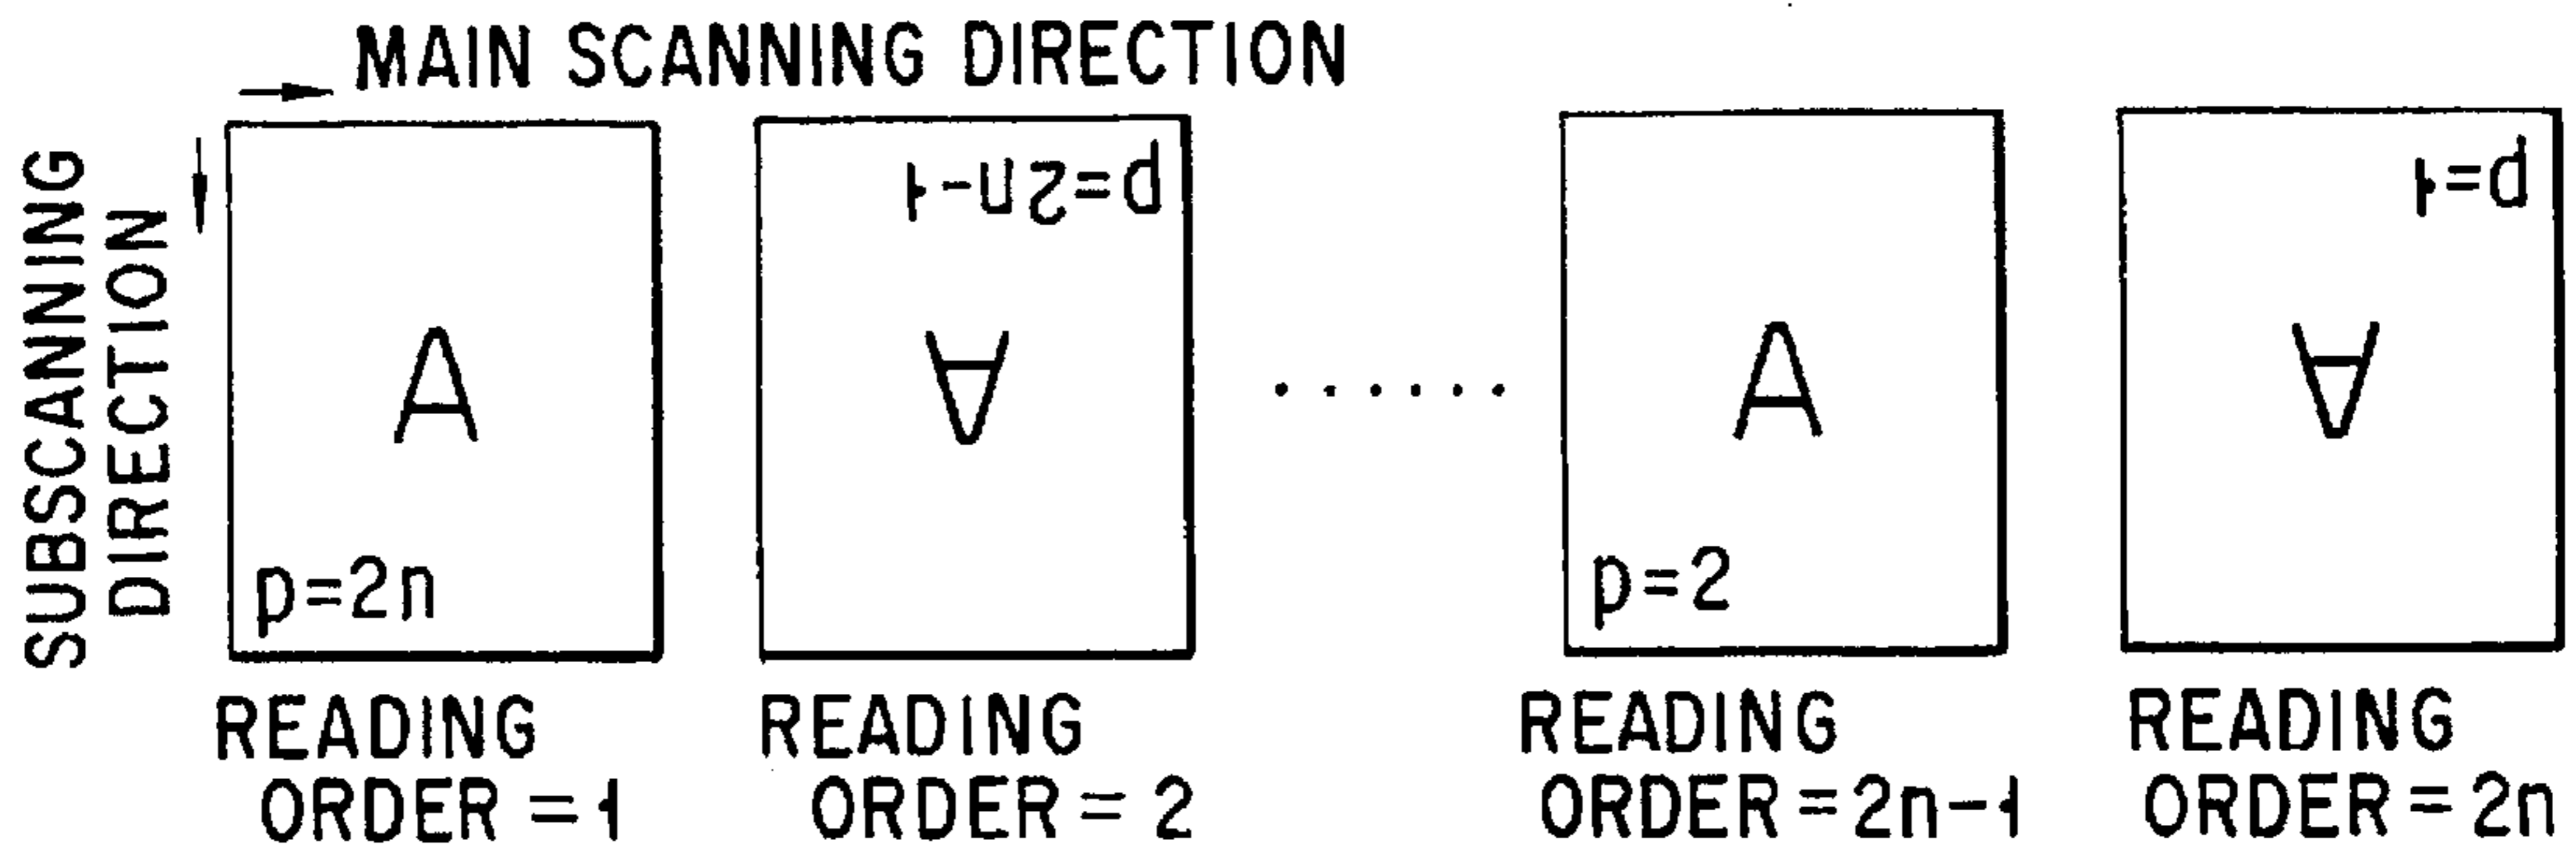 MAIN SCANNING DIRECTION
SUBSCANNING
DIRECTION
A
p=2n
p=2n-1
A
......
A
p=2
p=1
A
READING
ORDER=1
READING
ORDER=2
READING
ORDER=2n-1
READING
ORDER=2n